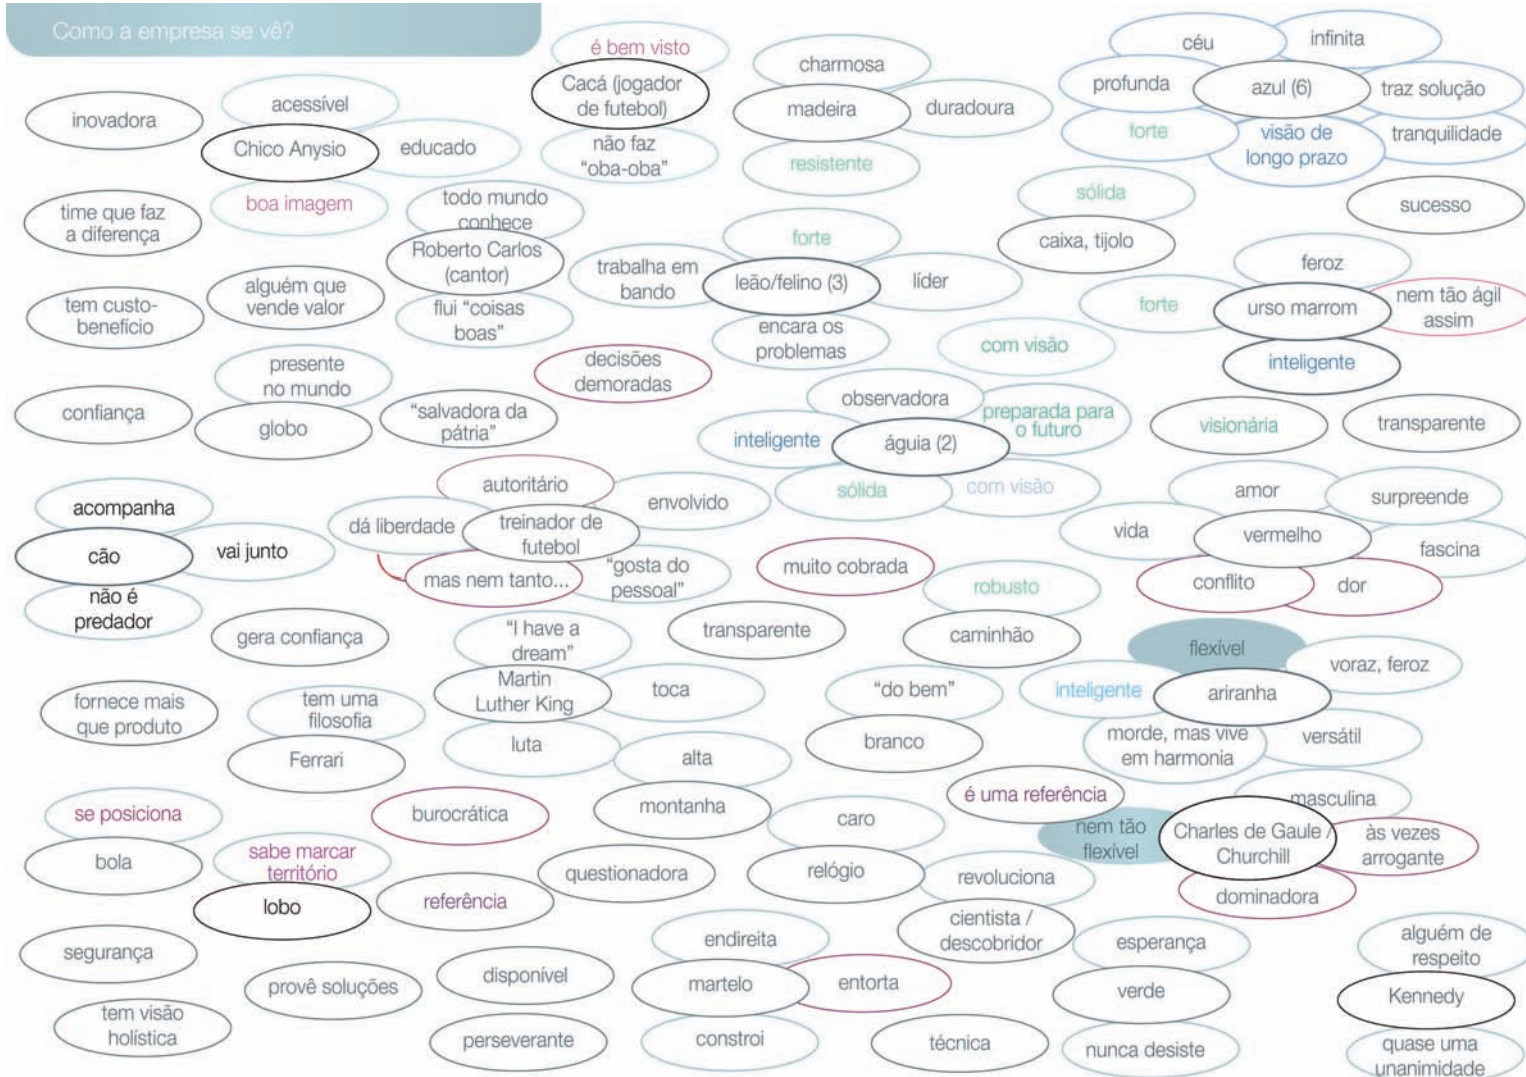 Como a empresa se vê?
inovadora
acessível
Chico Anysio
educado
boa imagem
é bem visto
Cacá (jogador
de futebol)
não faz
“oba-oba”
charmosa
madeira
duradoura
resistente
céu
infinita
profunda
azul (6)
traz solução
forte
visão de
longo prazo
tranquilidade
time que faz
a diferença
todo mundo
conhece
Roberto Carlos
(cantor)
flui “coisas
boas”
sólida
caixa, tijolo
sucesso
tem custo-
benefício
alguém que
vende valor
forte
trabalha em
bando
leão/felino (3)
líder
encara os
problemas
feroz
forte
urso marrom
nem tão ágil
assim
inteligente
presente
no mundo
globo
decisões
demoradas
com visão
confiança
“salvadora da
pátria”
observadora
preparada para
o futuro
inteligente
águia (2)
sólida
com visão
visionária
transparente
acompanha
cão
vai junto
não é
predador
autoritário
dá liberdade
treinador de
futebol
envolvido
mas nem tanto...
“gosta do
pessoal”
muito cobrada
amor
surpreende
vida
vermelho
fascina
conflito
dor
robusto
caminhão
gera confiança
“I have a
dream”
Martin
Luther King
toca
luta
transparente
flexível
voraz, feroz
inteligente
ariranha
morde, mas vive
em harmonia
versátil
fornece mais
que produto
tem uma
filosofia
Ferrari
“do bem”
branco
alta
montanha
é uma referência
masculina
nem tão
flexível
Charles de Gaule /
Churchill
às vezes
arrogante
dominadora
se posiciona
bola
burocrática
caro
relógio
sabe marcar
território
lobo
referência
questionadora
revoluciona
cientista /
descobridor
segurança
provê soluções
disponível
endireita
martelo
entorta
constroi
esperança
verde
nunca desiste
alguém de
respeito
Kennedy
quase uma
unanimidade
tem visão
holística
perseverante
técnica